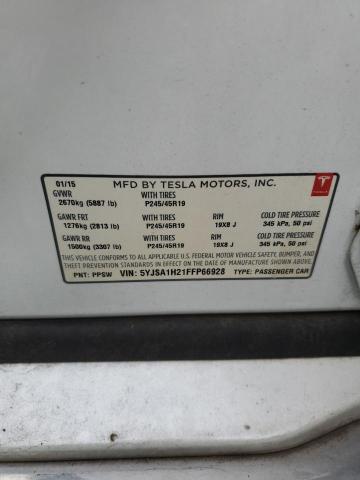 01/15 MFD BY TESLA MOTORS, INC.
GVWR WITH TIRES
2670kg (5887 lb) P245/45R19
GAWR FRT WITH TIRES RIM COLD TIRE PRESSURE
1276kg (2813 lb) P245/45R19 19X8 J 345 kPa, 50 psi
GAWR RR WITH TIRES RIM COLD TIRE PRESSURE
1500kg (3307 lb) P245/45R19 19X8 J 345 kPa, 50 psi
THIS VEHICLE CONFORMS TO ALL APPLICABLE U.S. FEDERAL MOTOR VEHICLE SAFETY, BUMPER,
AND THEFT PREVENTION STANDARDS IN EFFECT ON THE DATE OF MANUFACTURE SHOWN ABOVE.
PNT: PPSW VIN: 5YJSA1H21FFP66928 TYPE: PASSENGER CAR